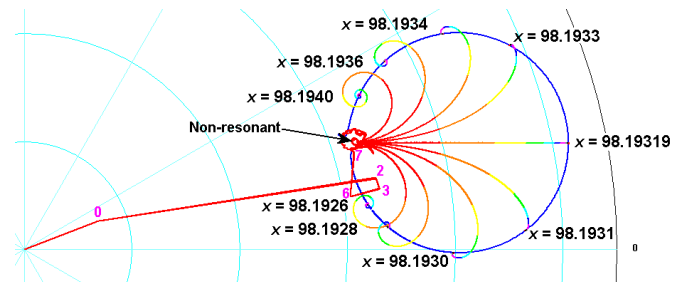 x = 98.1934
x = 98.1933
x = 98.1936
x = 98.1940
Non-resonant
x = 98.19319
7
2
6
3
0
x = 98.1926
x = 98.1928
x = 98.1931
x = 98.1930
0